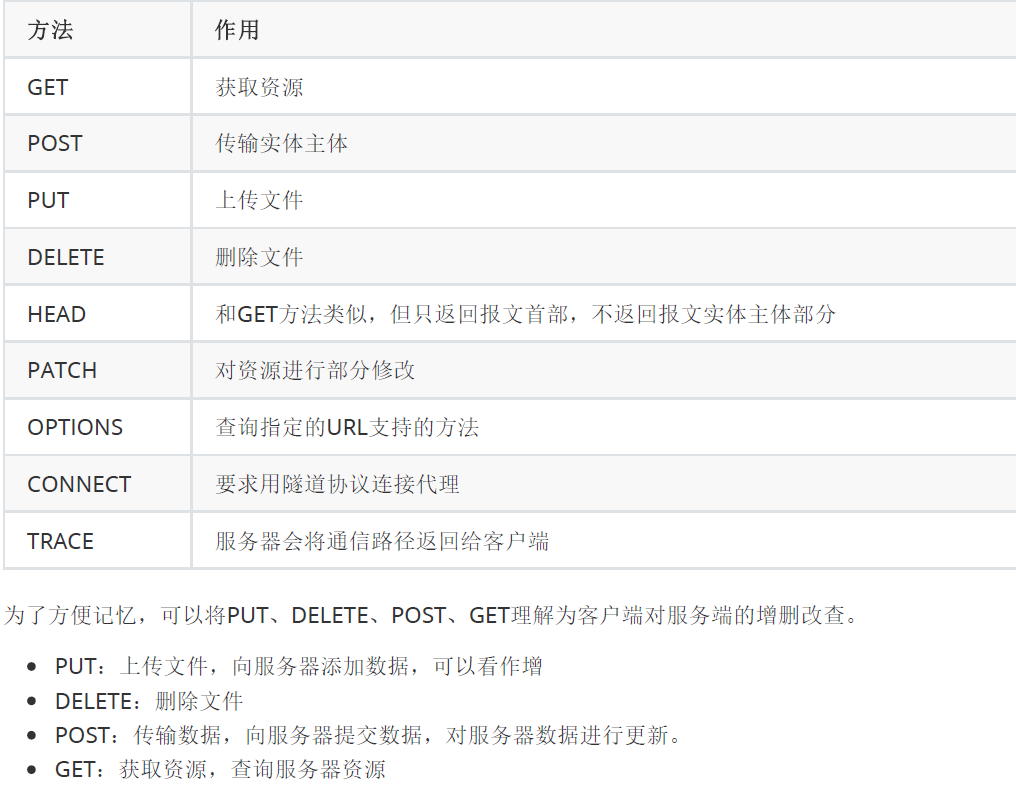 方法 作用
GET 获取资源
POST 传输实体主体
PUT 上传文件
DELETE 删除文件
HEAD 和GET方法类似，但只返回报文首部，不返回报文实体主体部分
PATCH 对资源进行部分修改
OPTIONS 查询指定的URL支持的方法
CONNECT 要求用隧道协议连接代理
TRACE 服务器会将通信路径返回给客户端
为了方便记忆，可以将PUT、DELETE、POST、GET理解为客户端对服务端的增删改查。
• PUT：上传文件，向服务器添加数据，可以看作增
• DELETE：删除文件
• POST：传输数据，向服务器提交数据，对服务器数据进行更新。
• GET：获取资源，查询服务器资源